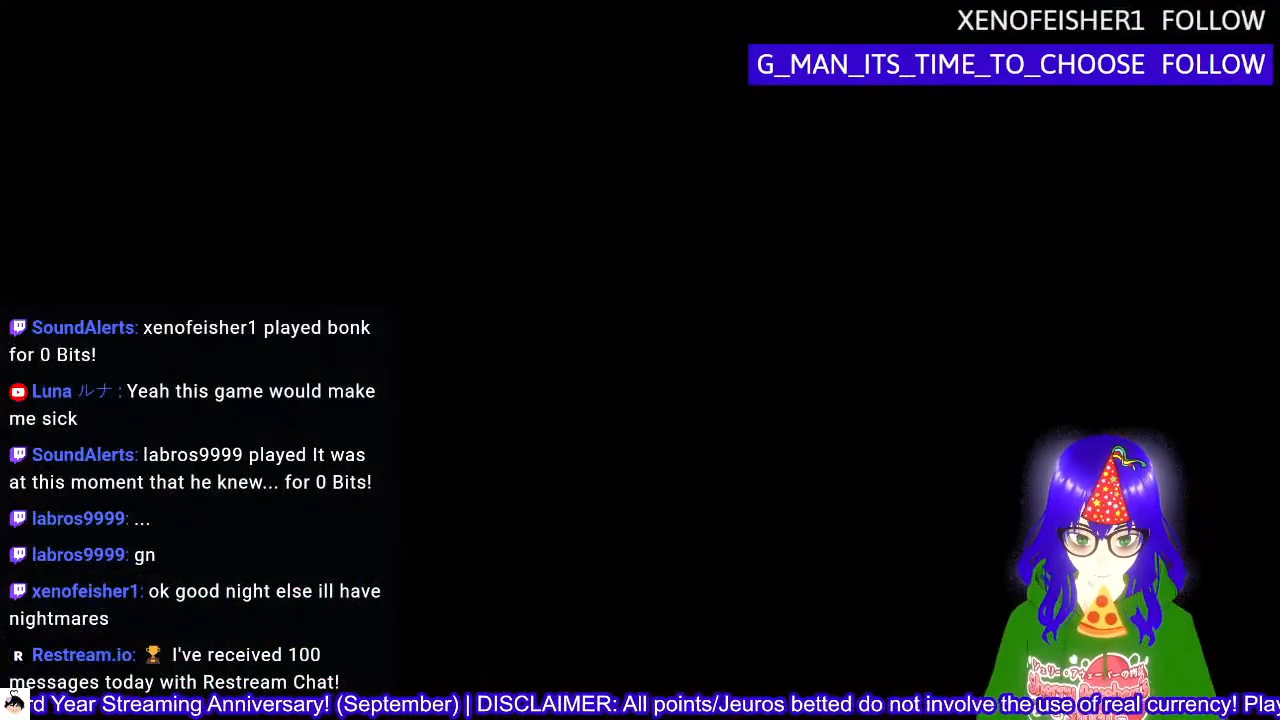 XENOFEISHER1 FOLLOW
G_MAN_ITS_TIME_TO_CHOOSE FOLLOW
SoundAlerts: xenofeisher1 played bonk
for 0 Bits!
Luna ルナ : Yeah this game would make
me sick
SoundAlerts: labros9999 played It was
at this moment that he knew... for 0 Bits!
labros9999: ...
labros9999: gn
xenofeisher1: ok good night else ill have
nightmares
R Restream.io: 🏆 I've received 100
messages today with Restream Chat!
rd Year Streaming Anniversary! (September) | DISCLAIMER: All points/Jeuros betted do not involve the use of real currency! Play